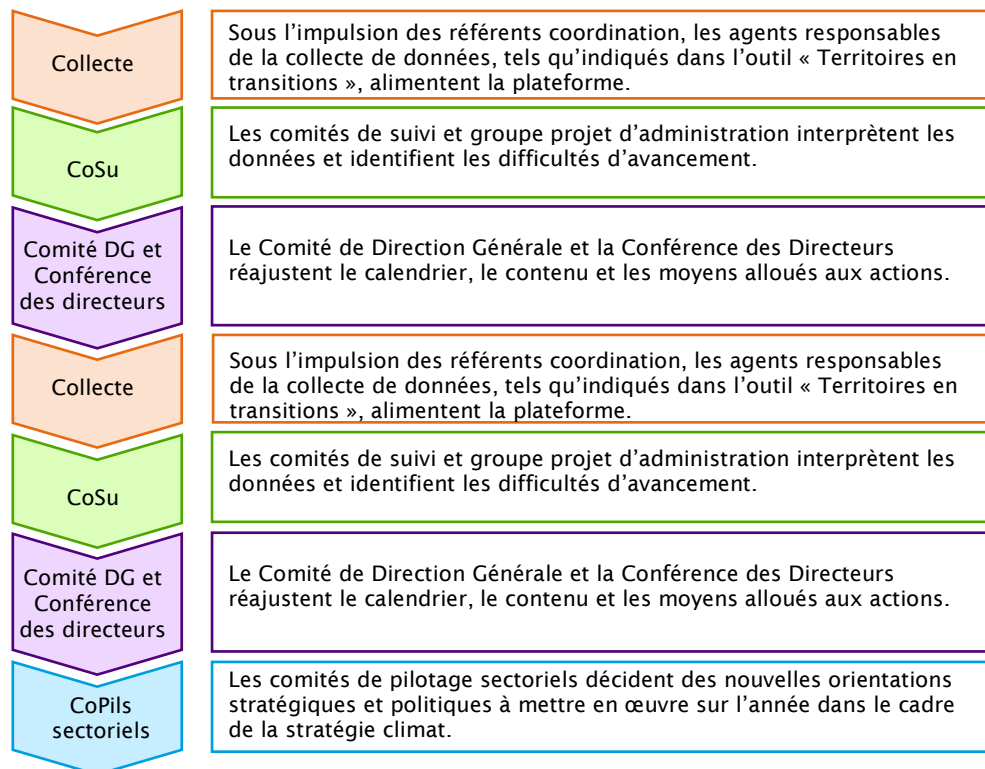 Collecte
Sous l'impulsion des référents coordination, les agents responsables
de la collecte de données, tels qu'indiqués dans l'outil « Territoires en
transitions », alimentent la plateforme.
CoSu
Les comités de suivi et groupe projet d'administration interprètent les
données et identifient les difficultés d'avancement.
Comité DG et
Conférence
des directeurs
Le Comité de Direction Générale et la Conférence des Directeurs
réajustent le calendrier, le contenu et les moyens alloués aux actions.
Collecte
Sous l'impulsion des référents coordination, les agents responsables
de la collecte de données, tels qu'indiqués dans l'outil « Territoires en
transitions », alimentent la plateforme.
CoSu
Les comités de suivi et groupe projet d'administration interprètent les
données et identifient les difficultés d'avancement.
Comité DG et
Conférence
des directeurs
Le Comité de Direction Générale et la Conférence des Directeurs
réajustent le calendrier, le contenu et les moyens alloués aux actions.
CoPils
sectoriels
Les comités de pilotage sectoriels décident des nouvelles orientations
stratégiques et politiques à mettre en œuvre sur l'année dans le cadre
de la stratégie climat.